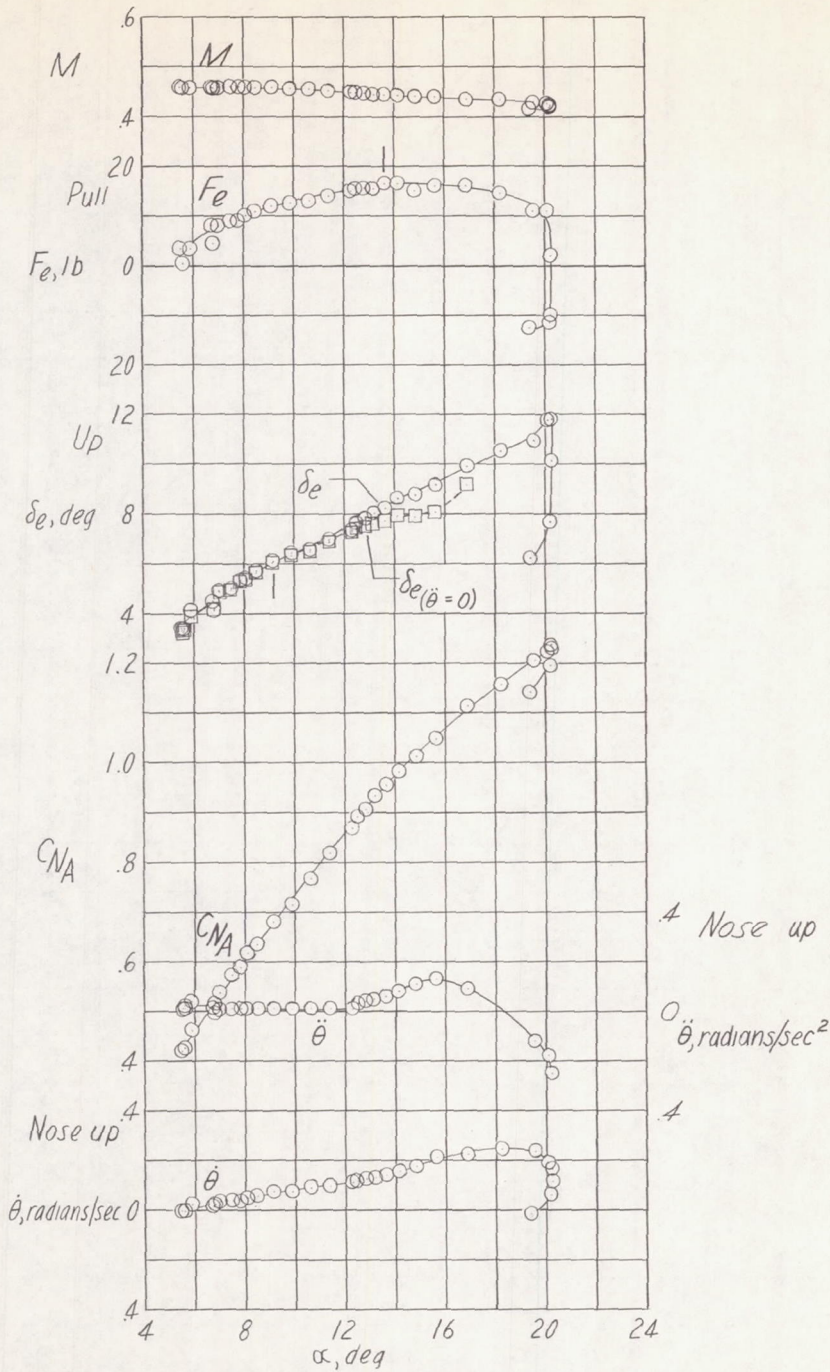 .6
M
M
.4
20
Pull
Fe
Fe, lb
0
20
12
Up
δe
δe, deg
8
δe(θ̈=0)
4
1.2
1.0
CNA
.8
CNA
.4 Nose up
.6
0
θ̈
θ̈, radians/sec²
.4
.4
.4
Nose up
θ̇
θ̇, radians/sec 0
.4
4 8 12 16 20 24
α, deg